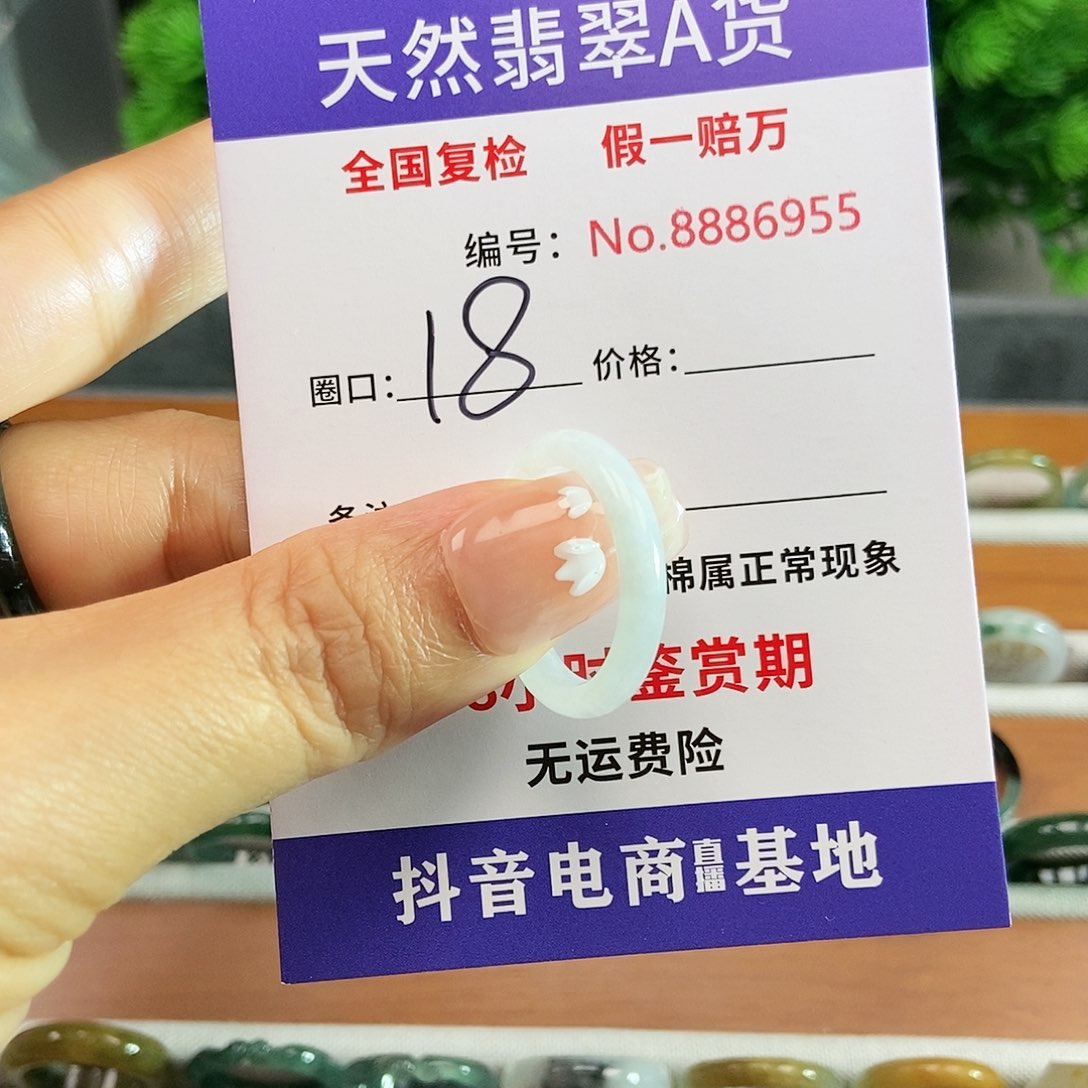 天然翡翠A货
全国复检 假一赔万
编号：No.8886955
圈口：18 价格：
棉属正常现象
小时鉴赏期
无运费险
抖音电商直播基地